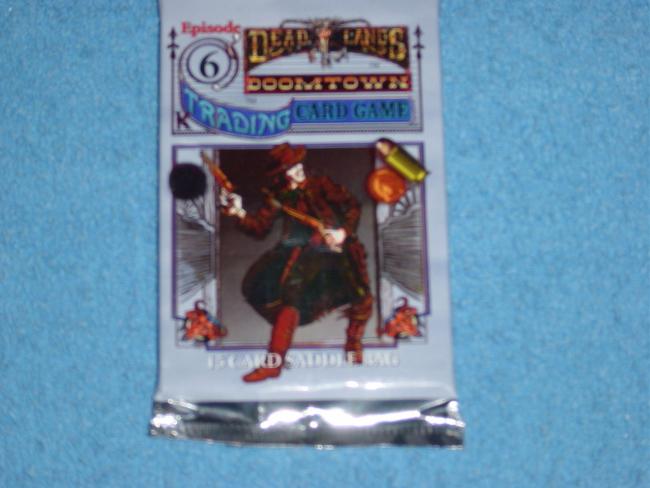 Episode
6
DEADLANDS
DOOMTOWN
TRADING CARD GAME
K
15 CARD SADDLE BAG